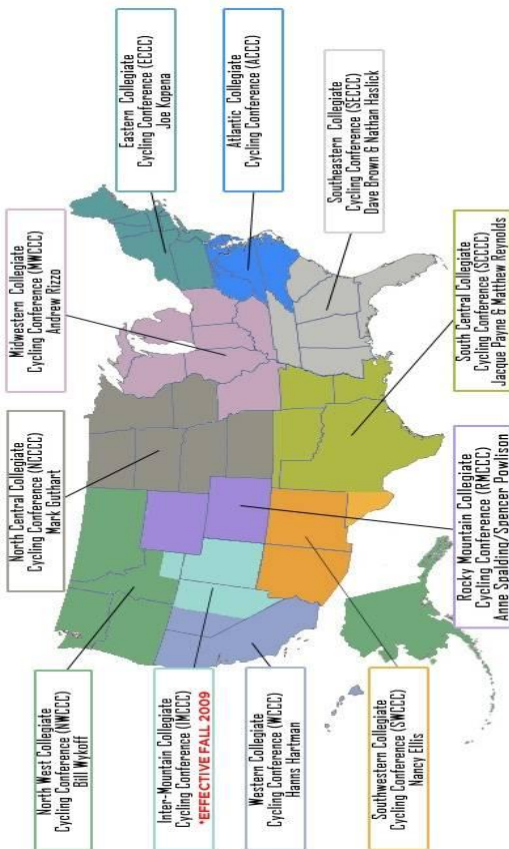 North West Collegiate
Cycling Conference (NWCCC)
Bill Wykoff
North Central Collegiate
Cycling Conference (NCCCC)
Mark Guthart
Midwestern Collegiate
Cycling Conference (MWCCC)
Andrew Rizzo
Eastern Collegiate
Cycling Conference (ECCC)
Joe Kopena
Inter-Mountain Collegiate
Cycling Conference (IMCCC)
*EFFECTIVE FALL 2009
Atlantic Collegiate
Cycling Conference (ACCC)
Western Collegiate
Cycling Conference (WCCC)
Hanns Hartman
Southeastern Collegiate
Cycling Conference (SECCC)
Dave Brown & Nathan Haslick
Southwestern Collegiate
Cycling Conference (SWCCC)
Nancy Ellis
Rocky Mountain Collegiate
Cycling Conference (RMCCC)
Anne Spalding/Spencer Powlison
South Central Collegiate
Cycling Conference (SCCCC)
Jacque Payne & Matthew Reynolds